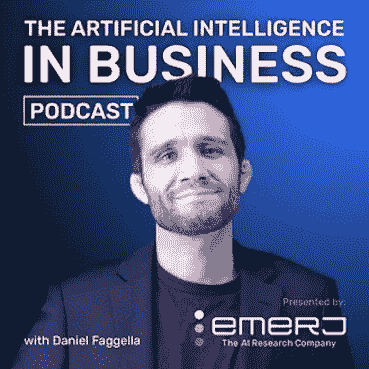 THE ARTIFICIAL INTELLIGENCE
IN BUSINESS
PODCAST
Presented by:
emerj
The AI Research Company
with Daniel Faggella